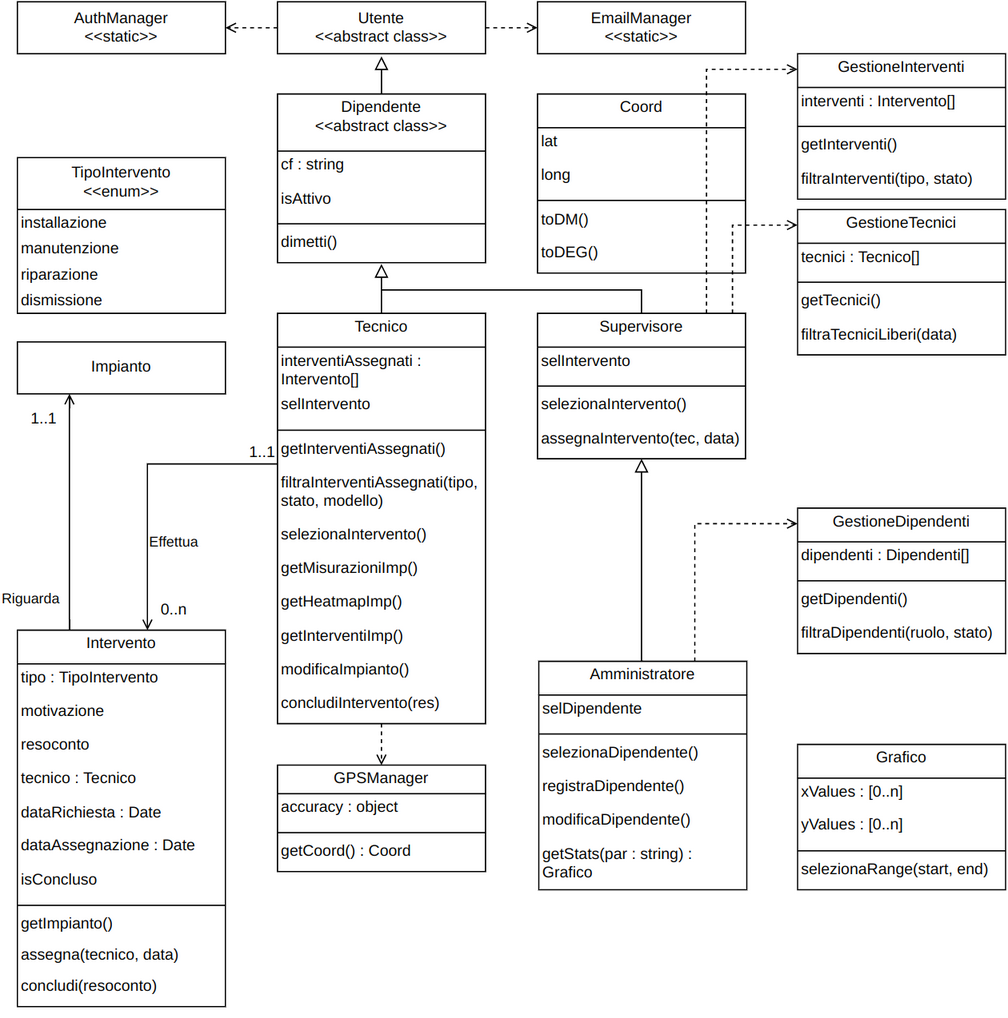 AuthManager
<<static>>
Utente
<<abstract class>>
EmailManager
<<static>>
GestioneInterventi
interventi : Intervento[]
getInterventi()
filtraInterventi(tipo, stato)
Dipendente
<<abstract class>>
cf : string
isAttivo
dimetti()
Coord
lat
long
toDM()
toDEG()
TipoIntervento
<<enum>>
installazione
manutenzione
riparazione
dismissione
GestioneTecnici
tecnici : Tecnico[]
getTecnici()
filtraTecniciLiberi(data)
Impianto
1..1
Tecnico
interventiAssegnati :
Intervento[]
selIntervento
getInterventiAssegnati()
filtraInterventiAssegnati(tipo,
stato, modello)
selezionaIntervento()
getMisurazioniImp()
getHeatmapImp()
getInterventiImp()
modificaImpianto()
concludiIntervento(res)
Supervisore
selIntervento
selezionaIntervento()
assegnaIntervento(tec, data)
1..1
Effettua
0..n
Riguarda
GestioneDipendenti
dipendenti : Dipendenti[]
getDipendenti()
filtraDipendenti(ruolo, stato)
Intervento
tipo : TipoIntervento
motivazione
resoconto
tecnico : Tecnico
dataRichiesta : Date
dataAssegnazione : Date
isConcluso
getImpianto()
assegna(tecnico, data)
concludi(resoconto)
GPSManager
accuracy : object
getCoord() : Coord
Amministratore
selDipendente
selezionaDipendente()
registraDipendente()
modificaDipendente()
getStats(par : string) :
Grafico
Grafico
xValues : [0..n]
yValues : [0..n]
selezionaRange(start, end)